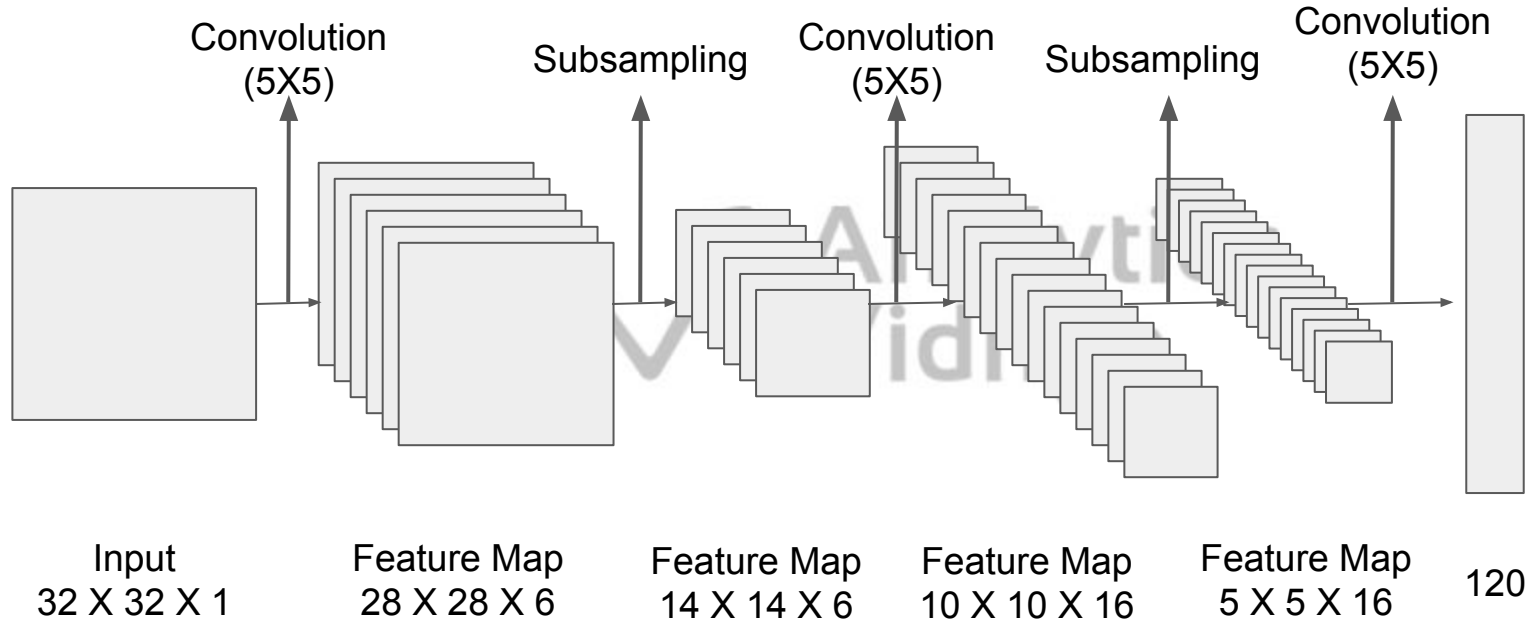 Convolution
(5X5)
Subsampling
Convolution
(5X5)
Subsampling
Convolution
(5X5)
Input
32 X 32 X 1
Feature Map
28 X 28 X 6
Feature Map
14 X 14 X 6
Feature Map
10 X 10 X 16
Feature Map
5 X 5 X 16
120